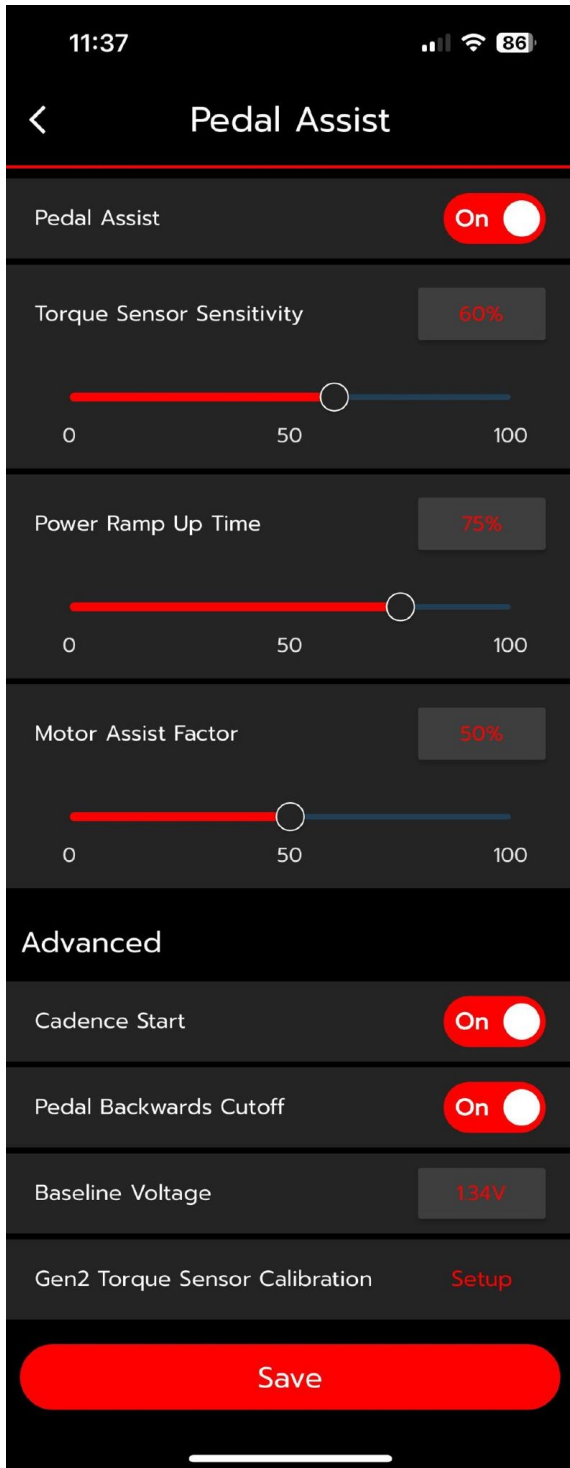 11:37
86
Pedal Assist
Pedal Assist
On
Torque Sensor Sensitivity
60%
0 50 100
Power Ramp Up Time
75%
0 50 100
Motor Assist Factor
50%
0 50 100
Advanced
Cadence Start
On
Pedal Backwards Cutoff
On
Baseline Voltage
1.34V
Gen2 Torque Sensor Calibration
Setup
Save